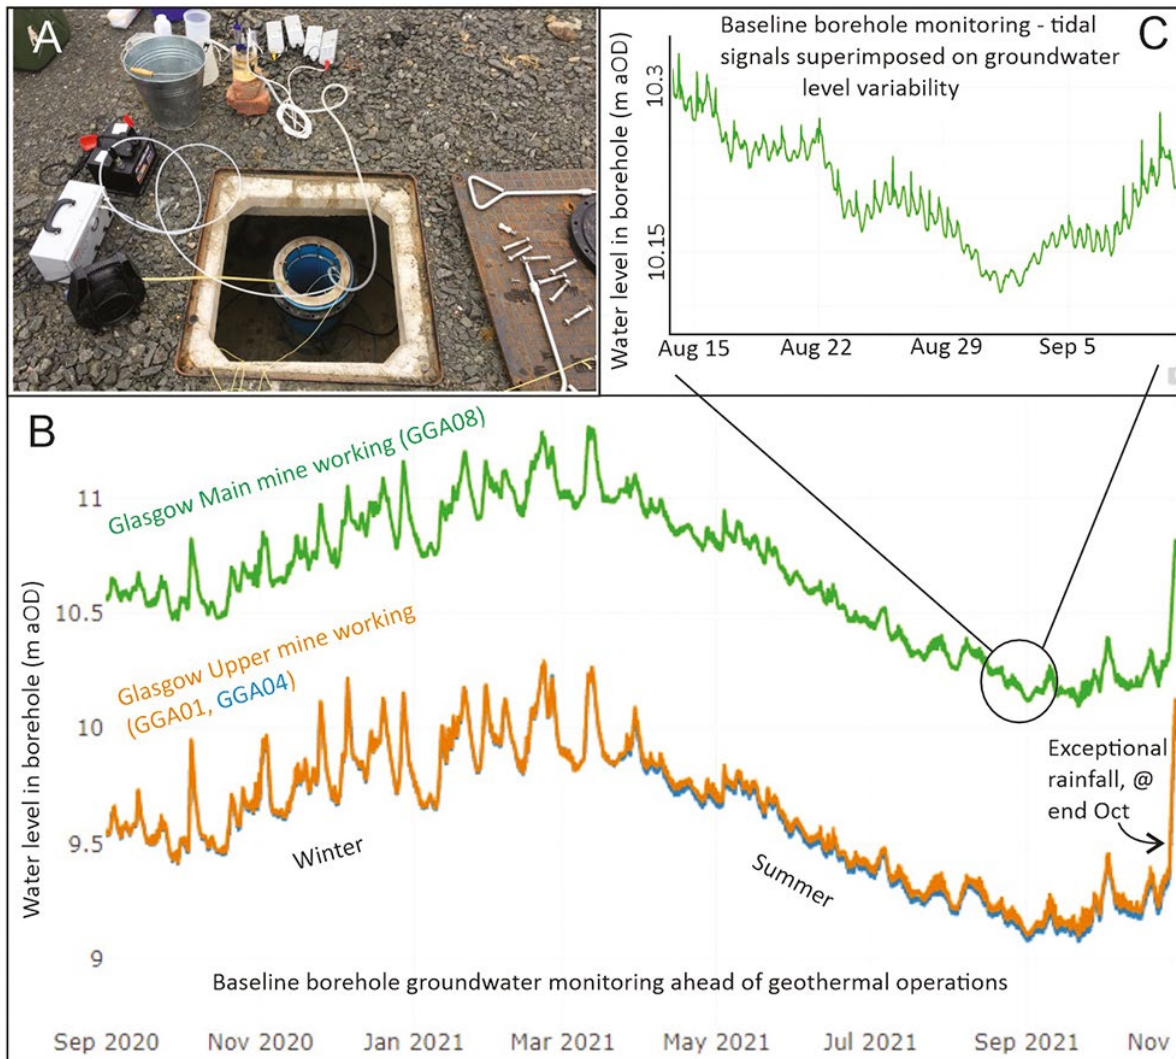 A
Baseline borehole monitoring - tidal
signals superimposed on groundwater
level variability
C
Water level in borehole (m aOD)
10.3
10.15
Aug 15
Aug 22
Aug 29
Sep 5
B
Glasgow Main mine working (GGA08)
Glasgow Upper mine working
(GGA01, GGA04)
Water level in borehole (m aOD)
11
10.5
10
9.5
9
Winter
Summer
Exceptional
rainfall, @
end Oct
Baseline borehole groundwater monitoring ahead of geothermal operations
Sep 2020
Nov 2020
Jan 2021
Mar 2021
May 2021
Jul 2021
Sep 2021
Nov